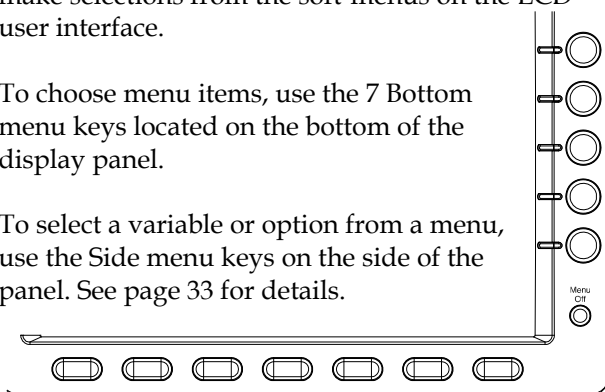 make selections from the soft-menus on the LCD
user interface.
To choose menu items, use the 7 Bottom
menu keys located on the bottom of the
display panel.
To select a variable or option from a menu,
use the Side menu keys on the side of the
panel. See page 33 for details.
Menu
Off